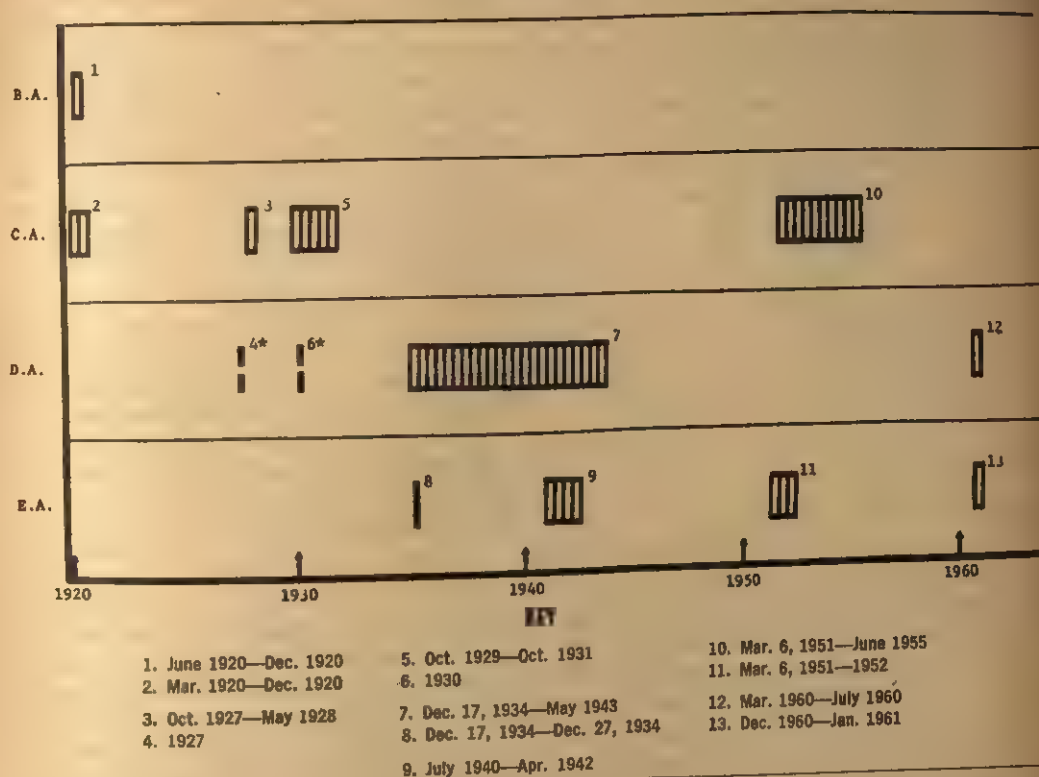 1
B.A.
2
3
5
10
C.A.
4*
6*
7
12
D.A.
8
9
11
13
E.A.
1920
1930
1940
1950
1960
KEY
1. June 1920—Dec. 1920
2. Mar. 1920—Dec. 1920
3. Oct. 1927—May 1928
4. 1927
5. Oct. 1929—Oct. 1931
6. 1930
7. Dec. 17, 1934—May 1943
8. Dec. 17, 1934—Dec. 27, 1934
9. July 1940—Apr. 1942
10. Mar. 6, 1951—June 1955
11. Mar. 6, 1951—1952
12. Mar. 1960—July 1960
13. Dec. 1960—Jan. 1961